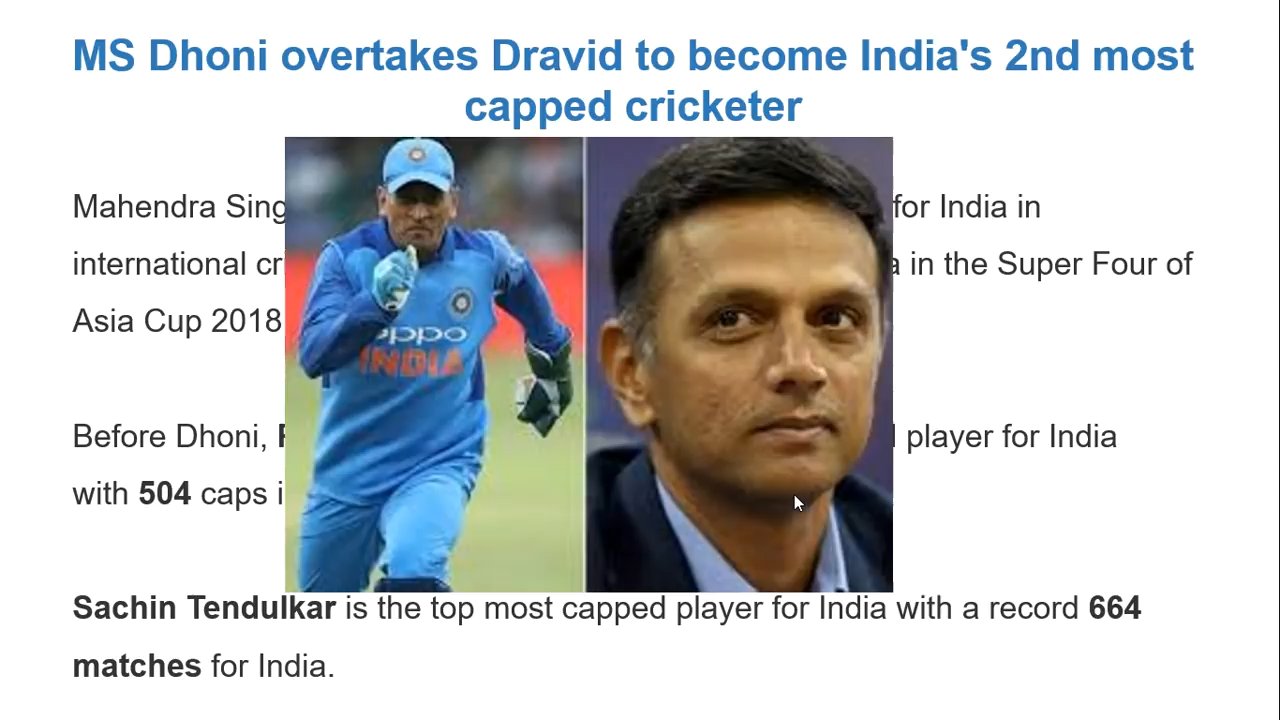 MS Dhoni overtakes Dravid to become India's 2nd most
capped cricketer
Mahendra for India in
international in the Super Four of
Asia Cup 2018
oppo
INDIA
Before Dhoni, player for India
with 504 caps
Sachin Tendulkar is the top most capped player for India with a record 664
matches for India.